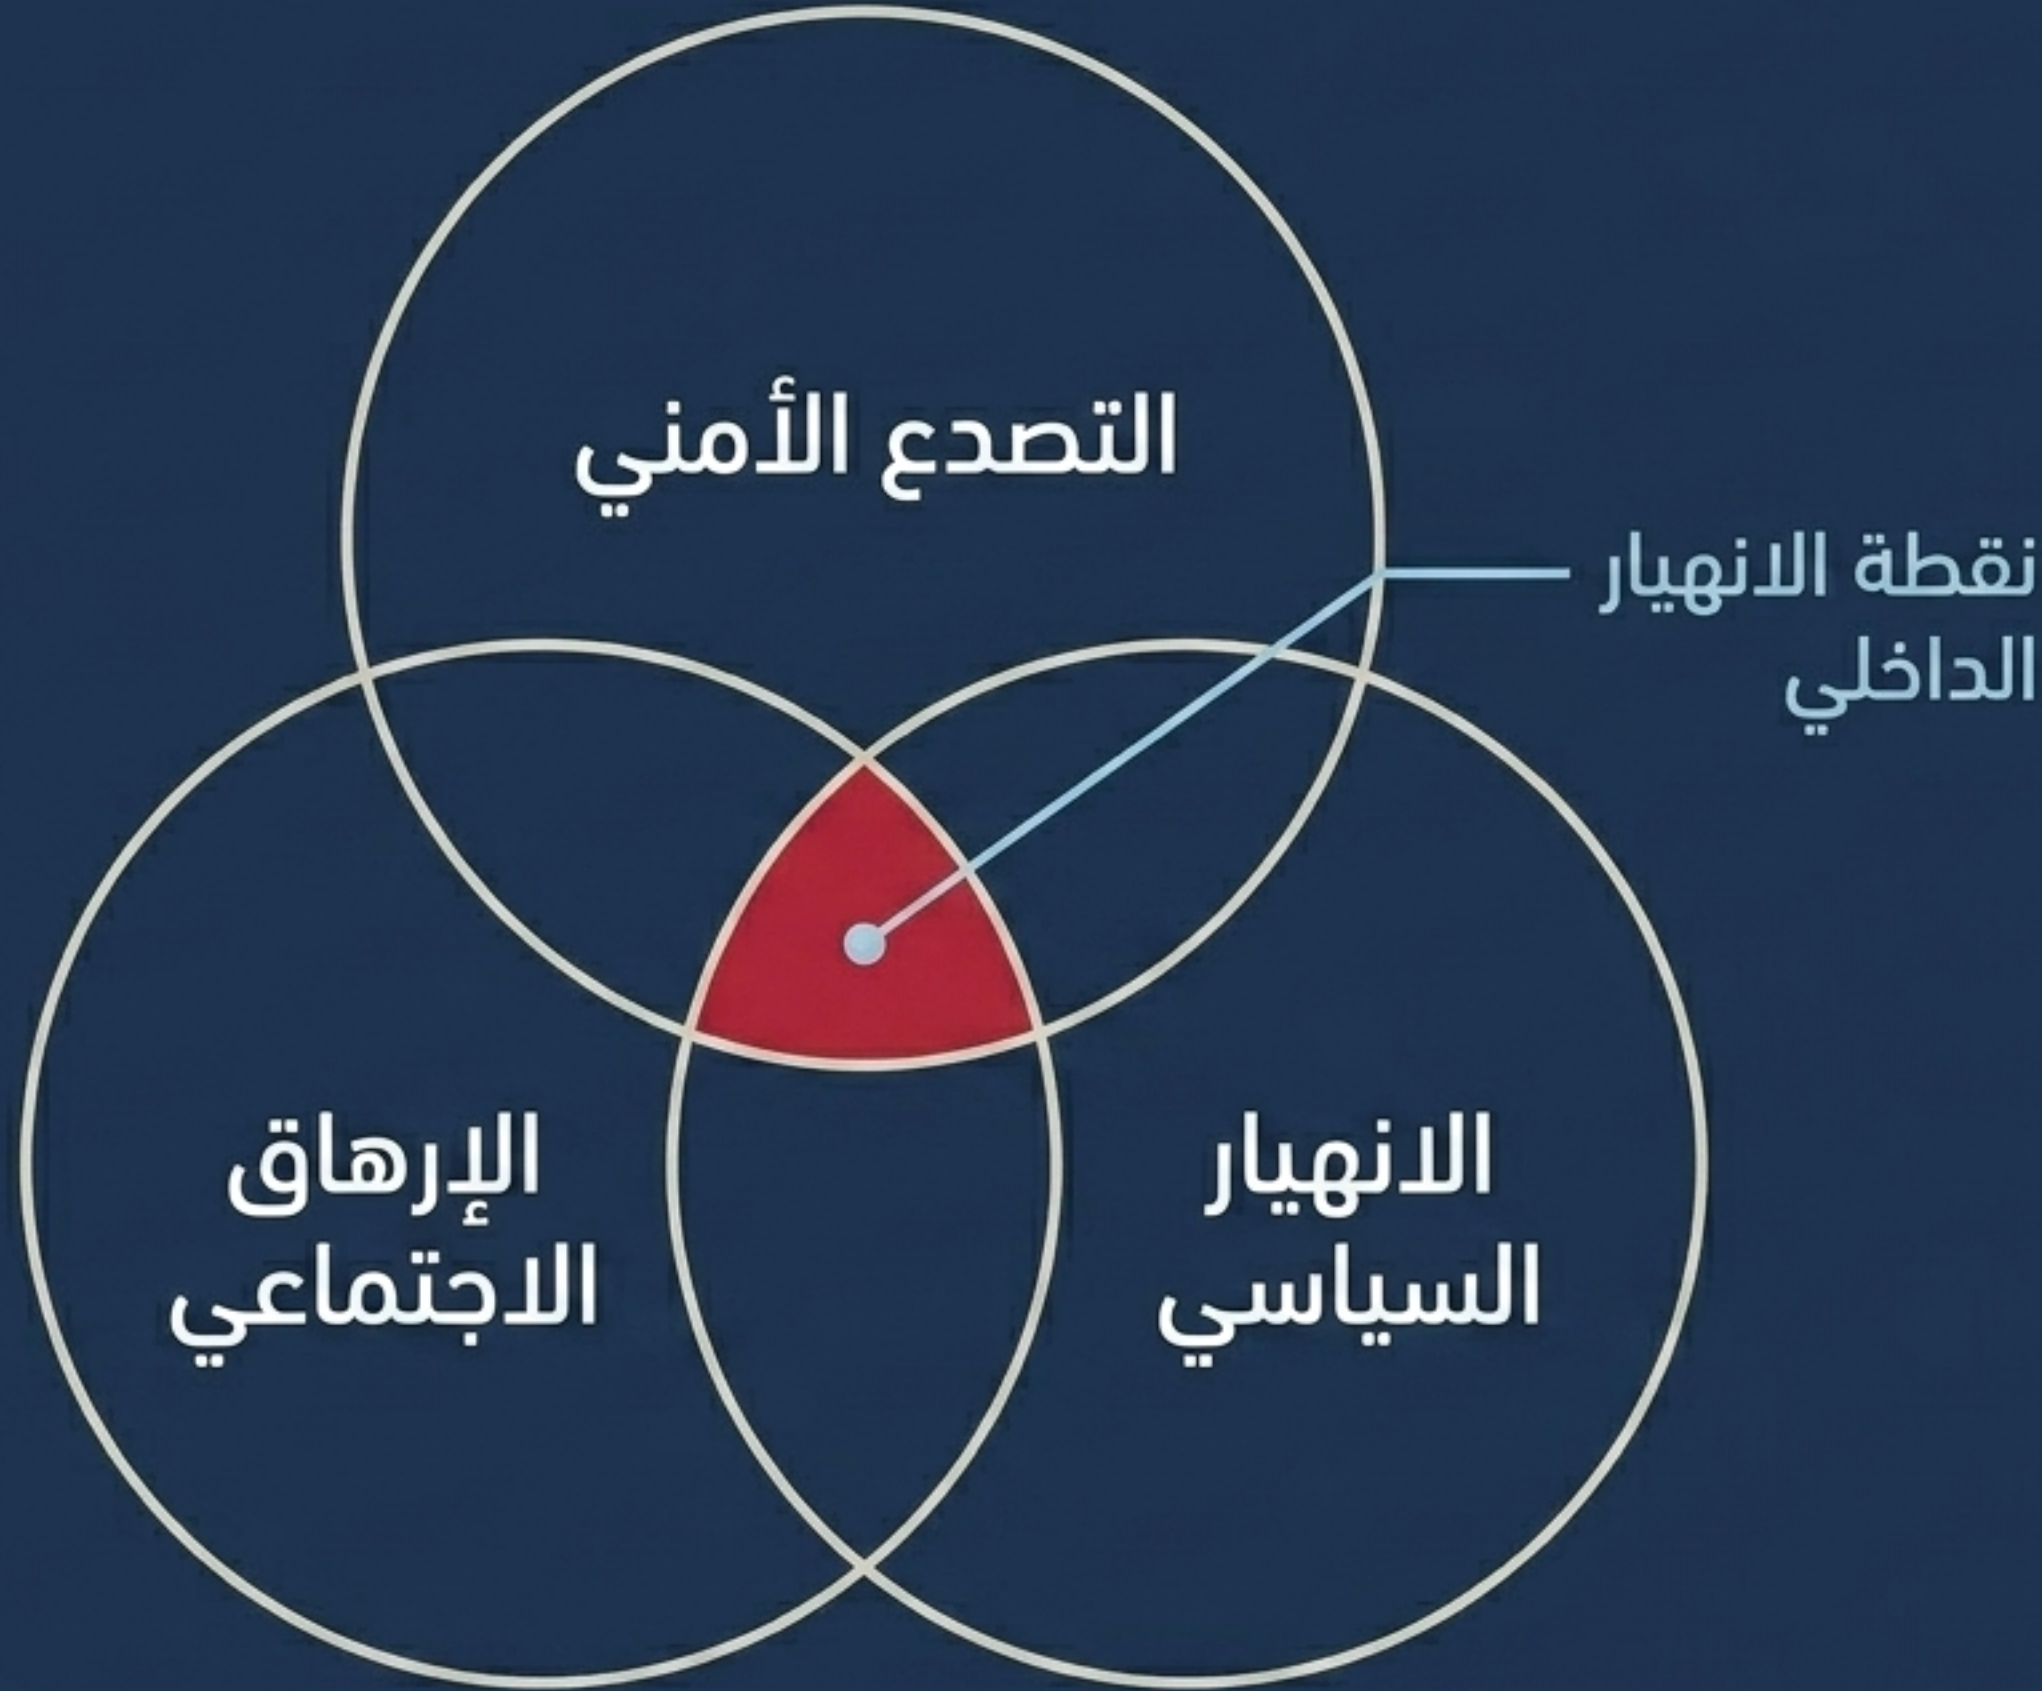 التصدع الأمني
نقطة الانهيار
الداخلي
الانهيار
السياسي
الإرهاق
الاجتماعي